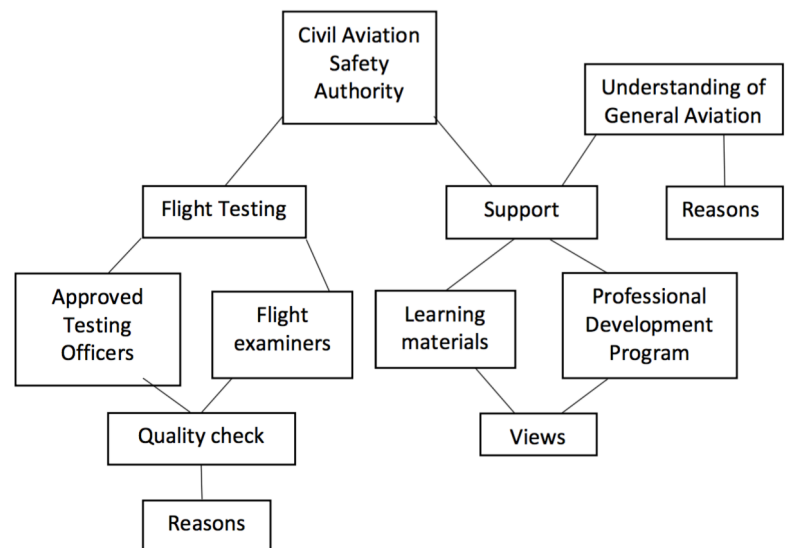 Civil Aviation
Safety
Authority
Understanding of
General Aviation
Flight Testing
Support
Reasons
Approved
Testing
Officers
Flight
examiners
Learning
materials
Professional
Development
Program
Quality check
Views
Reasons